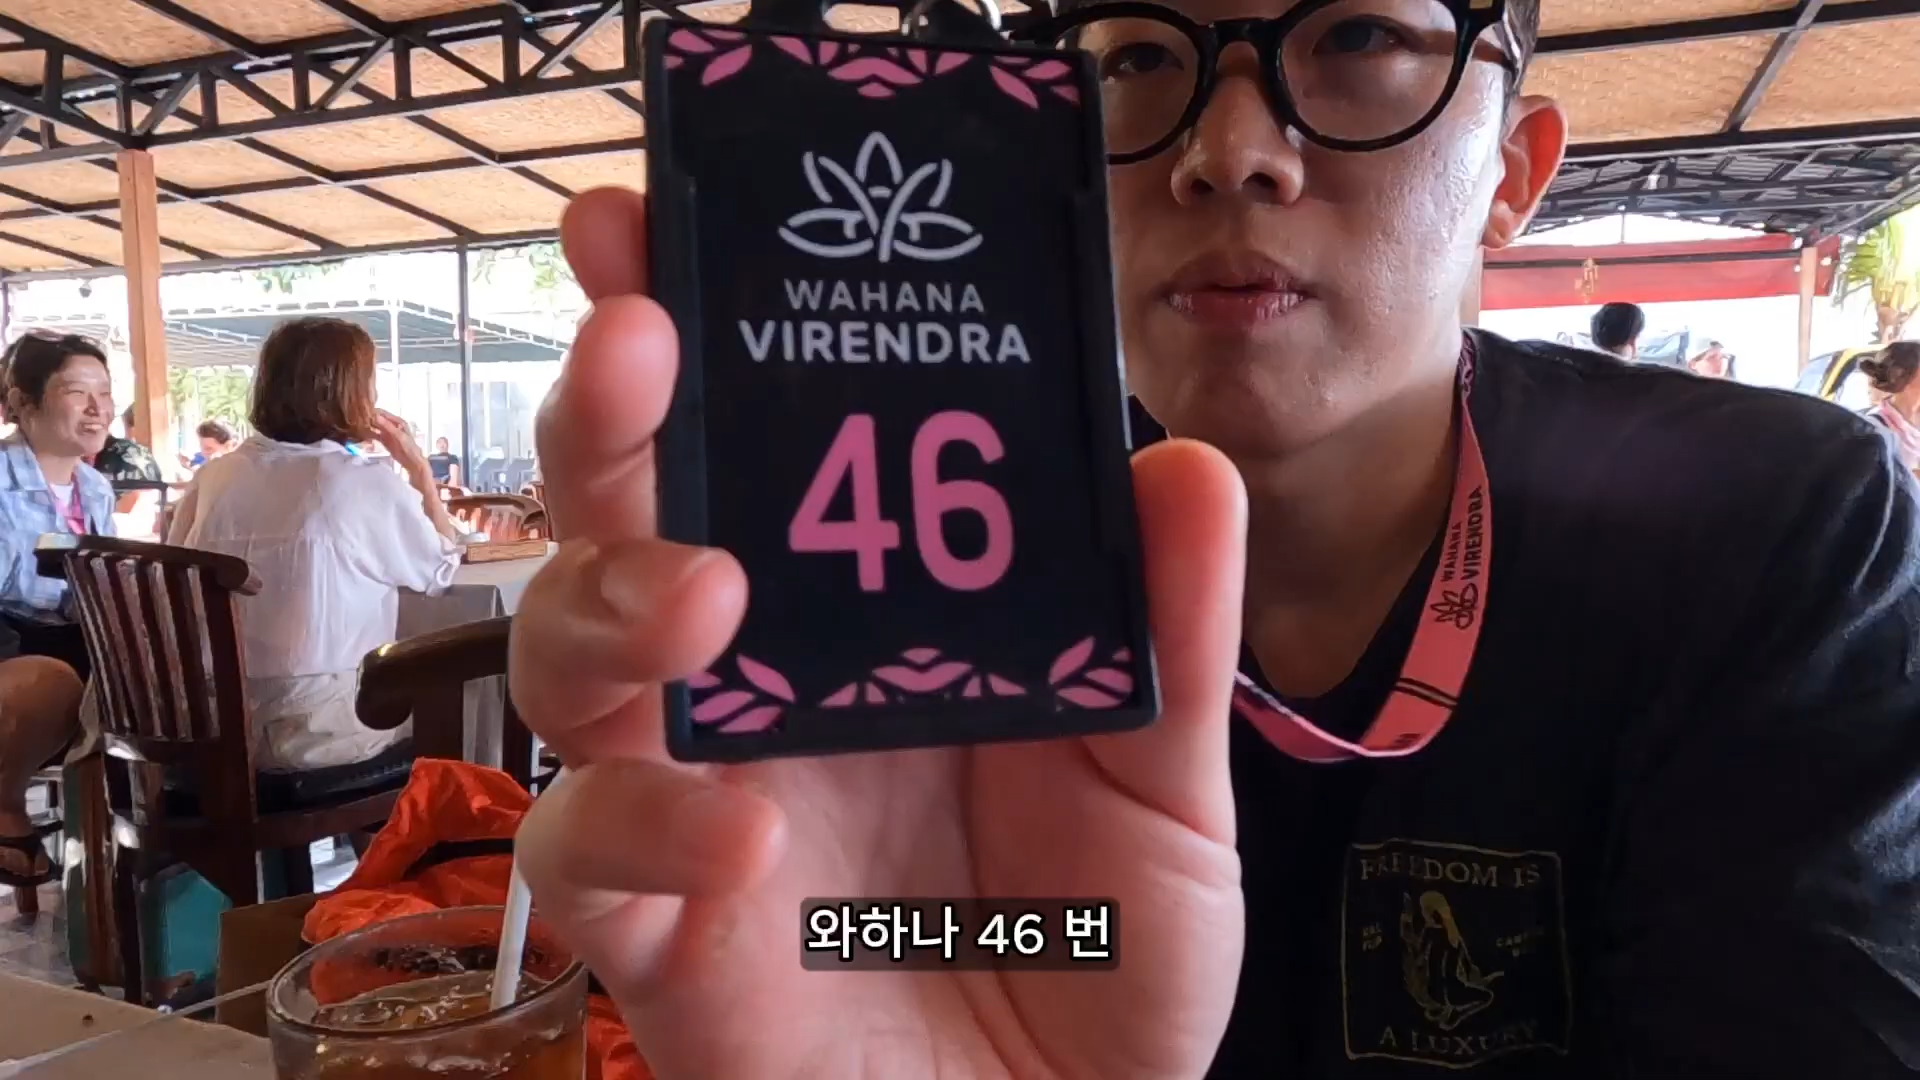 WAHANA
VIRENDRA
46
WAHANA
VIRENDRA
FREEDOM IS
A LUXURY
와하나 46 번